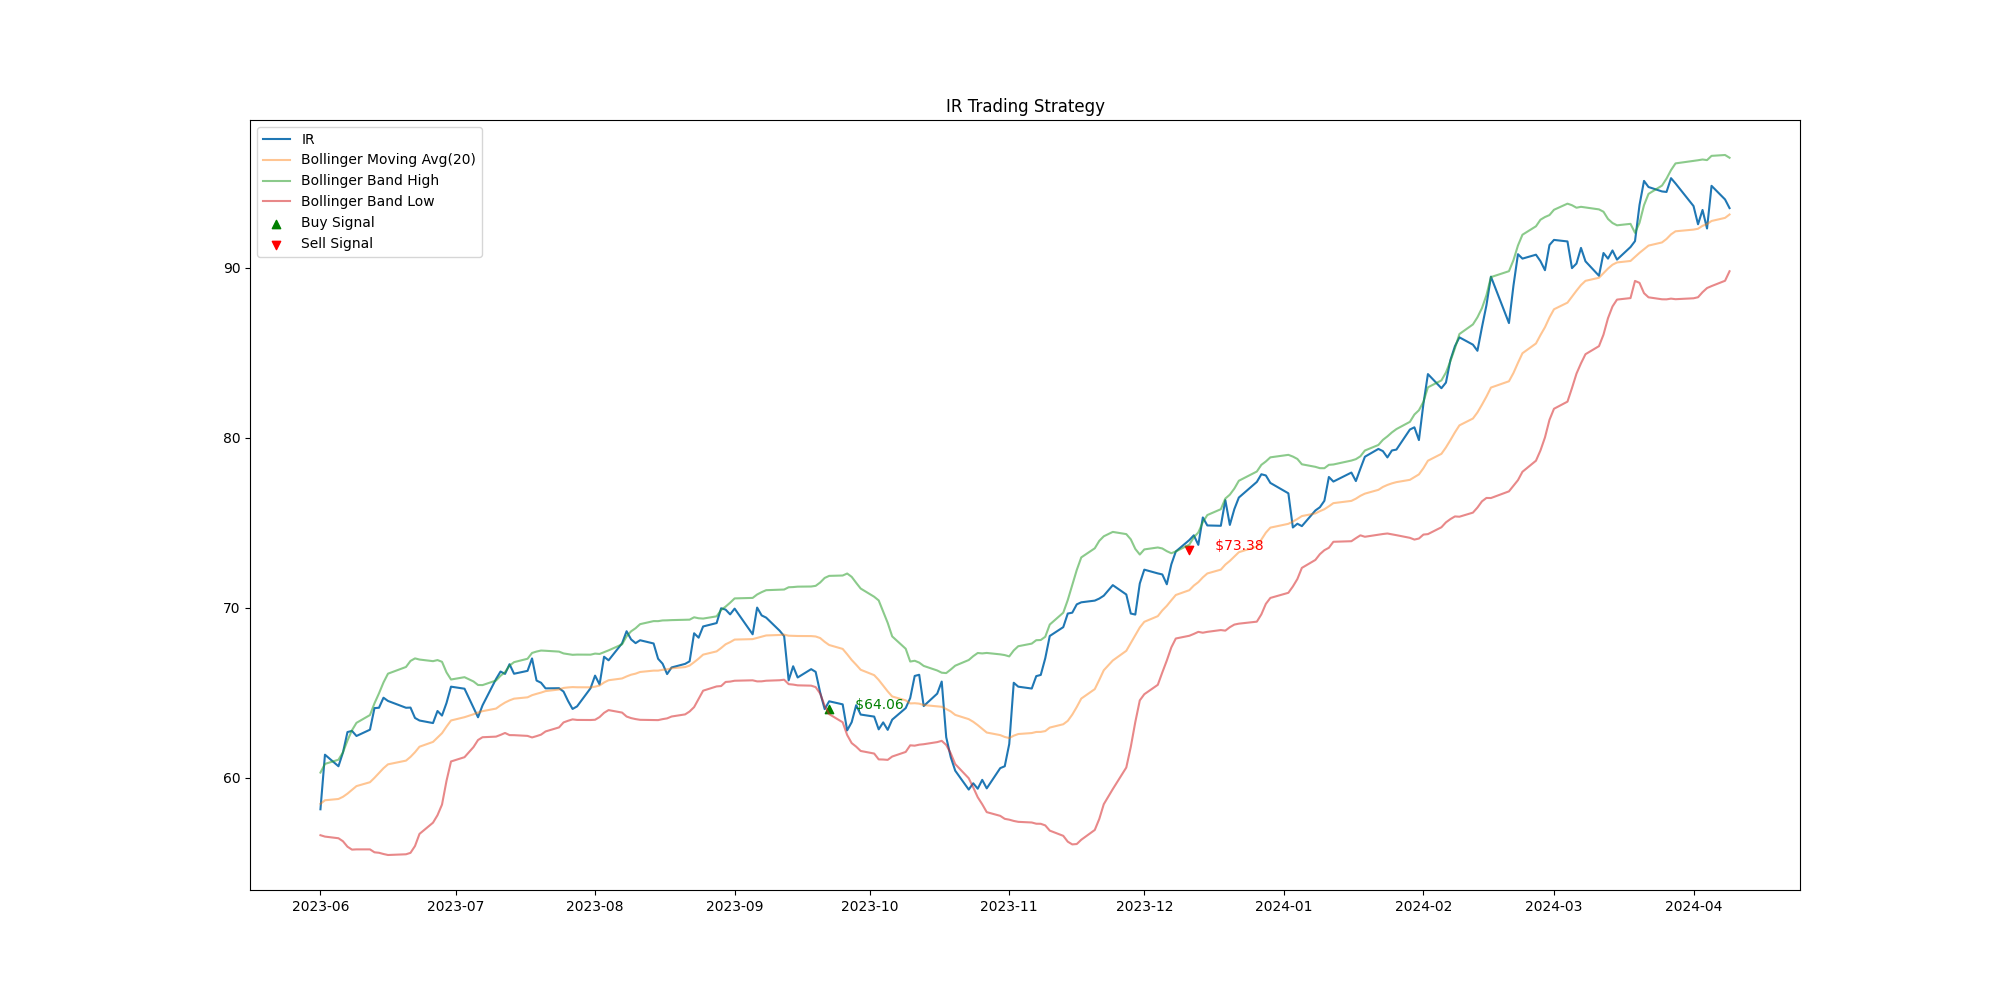 IR Trading Strategy
IR
Bollinger Moving Avg(20)
Bollinger Band High
Bollinger Band Low
Buy Signal
Sell Signal
90
80
$73.38
70
$64.06
60
2023-06 2023-07 2023-08 2023-09 2023-10 2023-11 2023-12 2024-01 2024-02 2024-03 2024-04